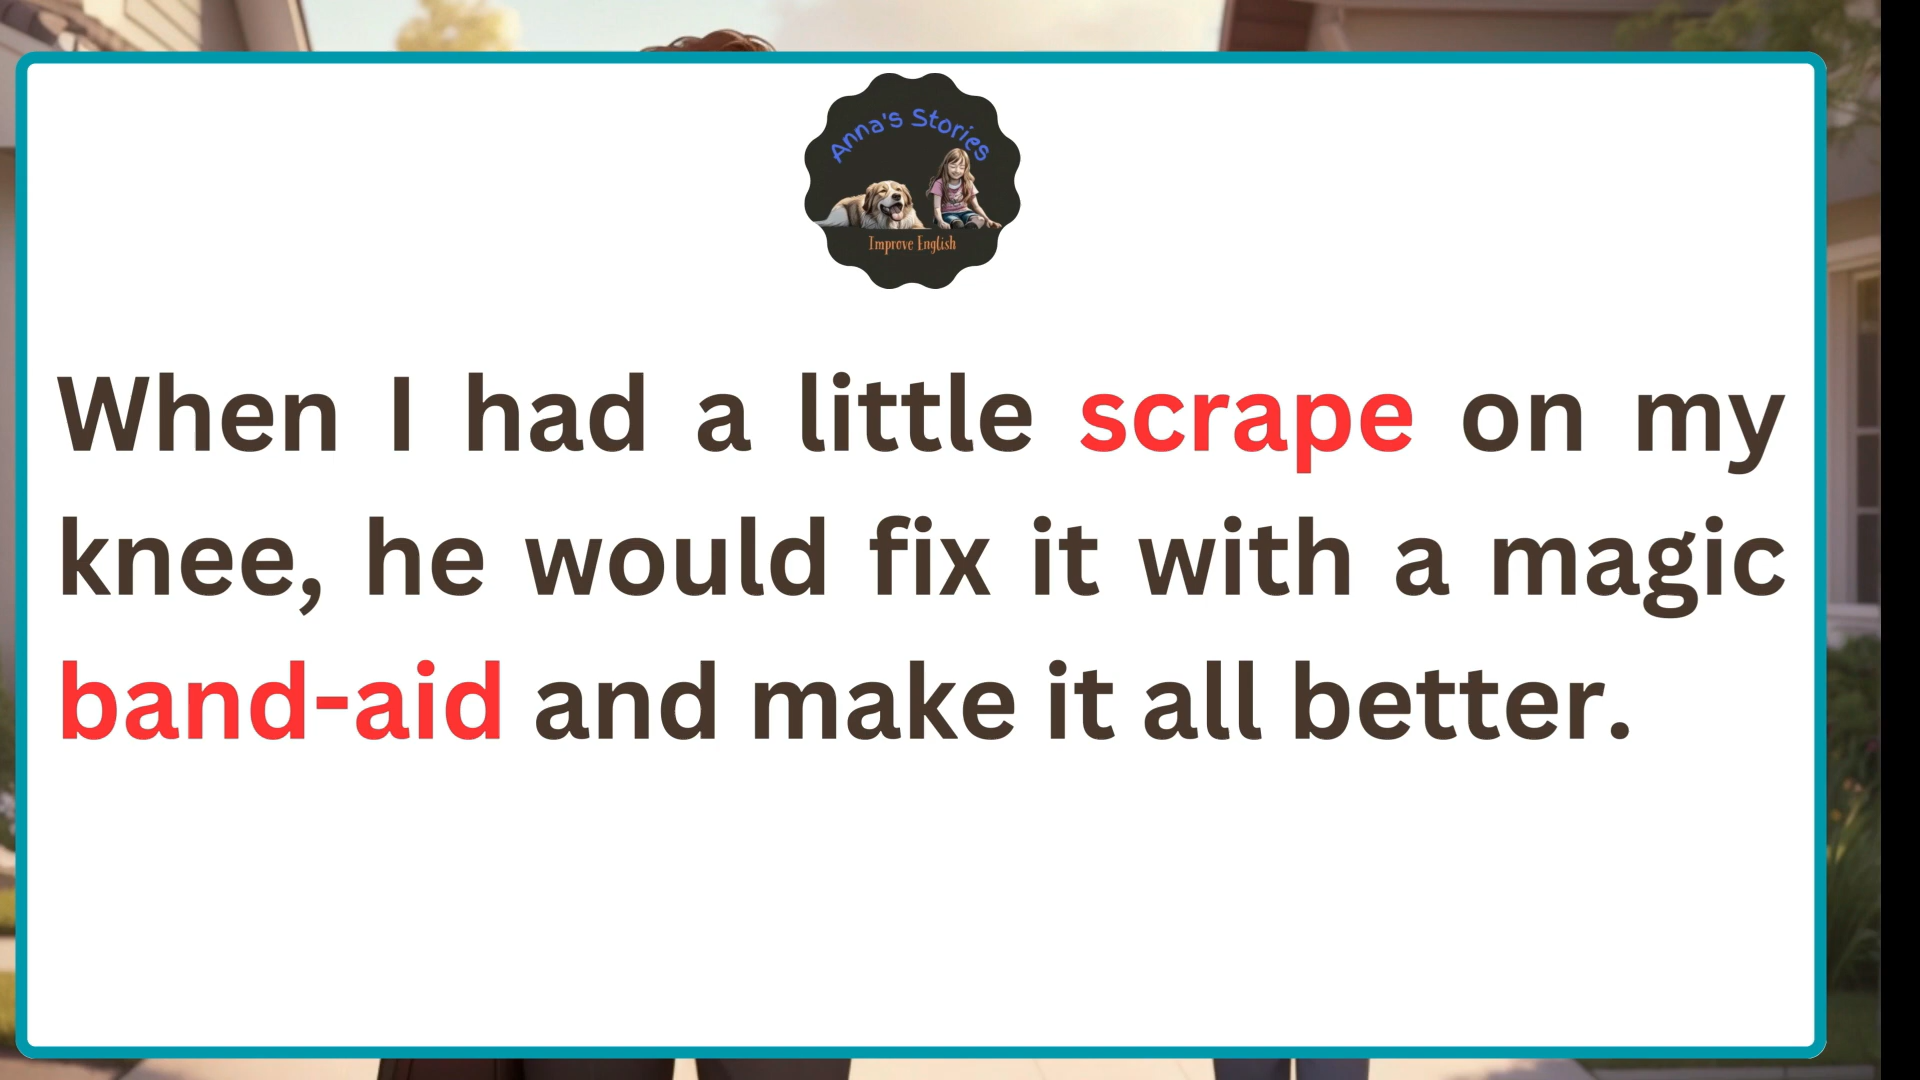 Anna's Stories
Improve English
When I had a little scrape on my
knee, he would fix it with a magic
band-aid and make it all better.